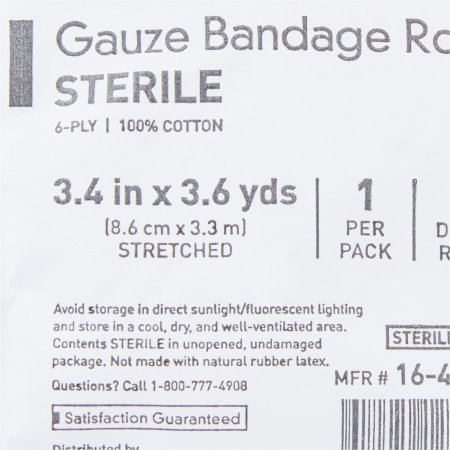 Gauze Bandage Ro
STERILE
6-PLY | 100% COTTON
3.4 in x 3.6 yds
(8.6 cm x 3.3 m)
STRETCHED
1
PER
PACK
D
R
Avoid storage in direct sunlight/fluorescent lighting
and store in a cool, dry, and well-ventilated area.
Contents STERILE in unopened, undamaged
package. Not made with natural rubber latex.
Questions? Call 1-800-777-4908
STERIL
MFR # 16-4
Satisfaction Guaranteed
Distributed by